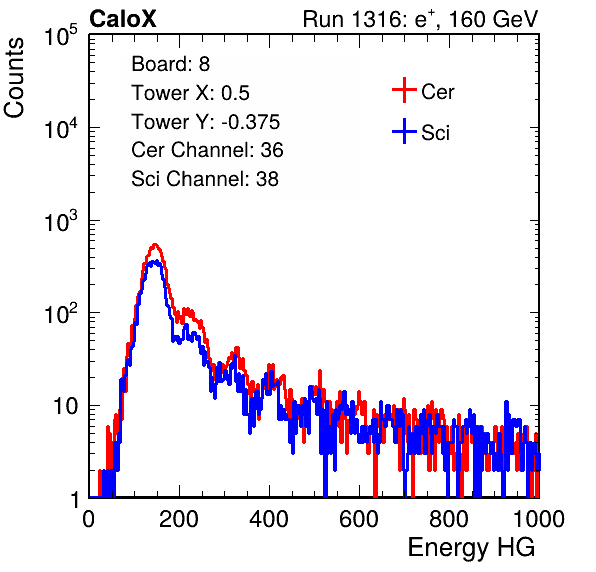 CaloX Run 1316: e⁺, 160 GeV
Counts
Board: 8
Tower X: 0.5
Tower Y: -0.375
Cer Channel: 36
Sci Channel: 38
Cer
Sci
10⁵
10⁴
10³
10²
10
1
0 200 400 600 800 1000
Energy HG